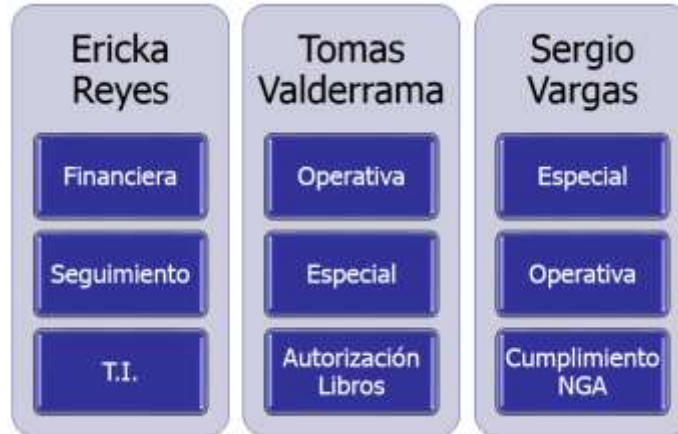 Ericka
Reyes
Financiera
Seguimiento
T.I.
Tomas
Valderrama
Operativa
Especial
Autorización
Libros
Sergio
Vargas
Especial
Operativa
Cumplimiento
NGA